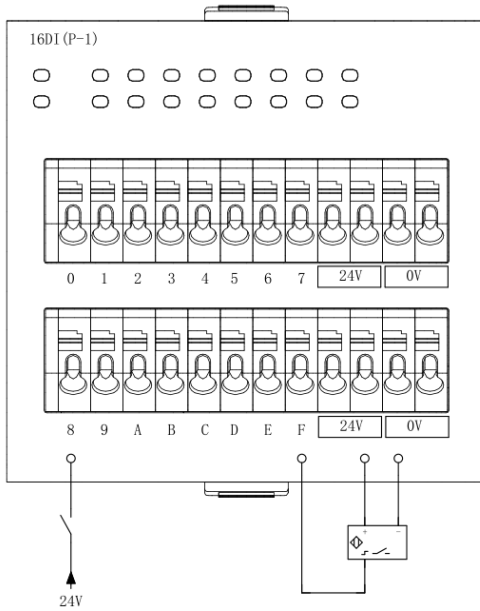 16DI(P-1)
0 1 2 3 4 5 6 7 24V 0V
8 9 A B C D E F 24V 0V
+ -
24V